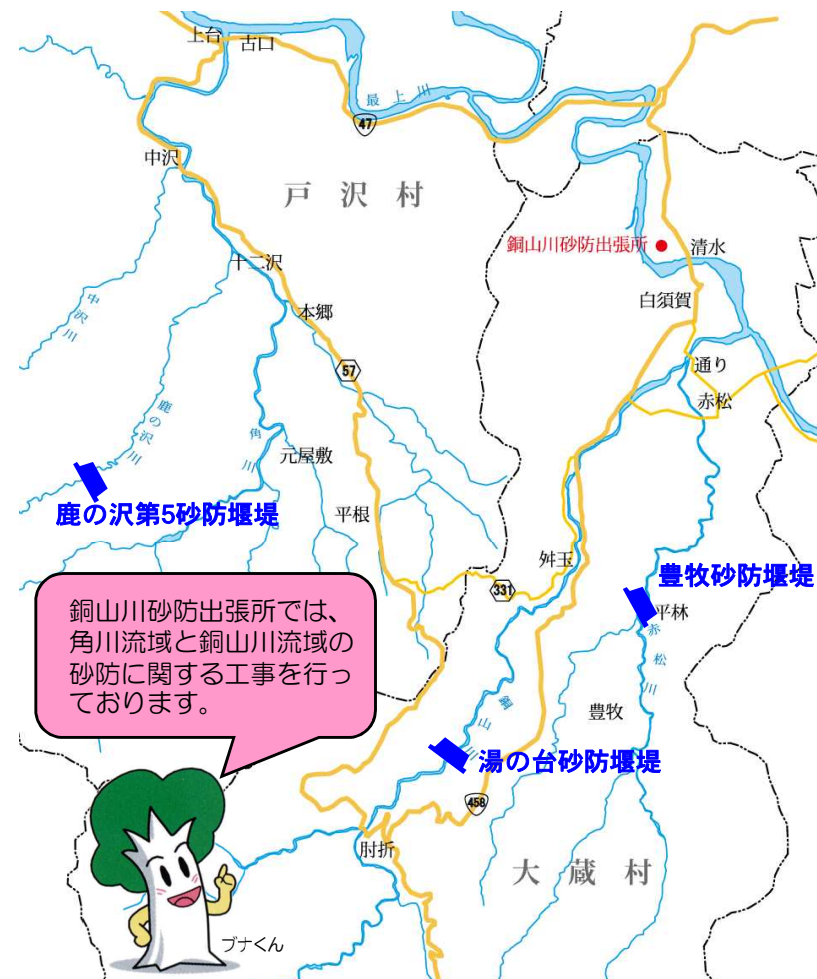 上台
古口
最上川
47
中沢
戸沢村
銅山川砂防出張所
清水
十二沢
白須賀
中沢川
本郷
通り
57
赤松
鹿の沢川
角川
元屋敷
鹿の沢第5砂防堰堤
平根
舛玉
豊牧砂防堰堤
331
平林
赤松川
銅山川砂防出張所では、
角川流域と銅山川流域の
砂防に関する工事を行っ
ております。
銅山川
豊牧
湯の台砂防堰堤
458
肘折
大蔵村
ブナくん